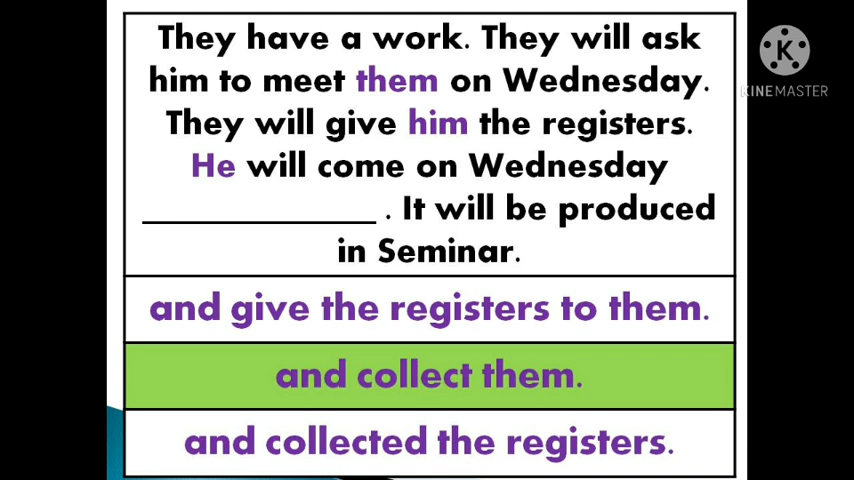 They have a work. They will ask
him to meet them on Wednesday.
They will give him the registers.
He will come on Wednesday
_______________ . It will be produced
in Seminar.
and give the registers to them.
and collect them.
and collected the registers.
K
KINEMASTER